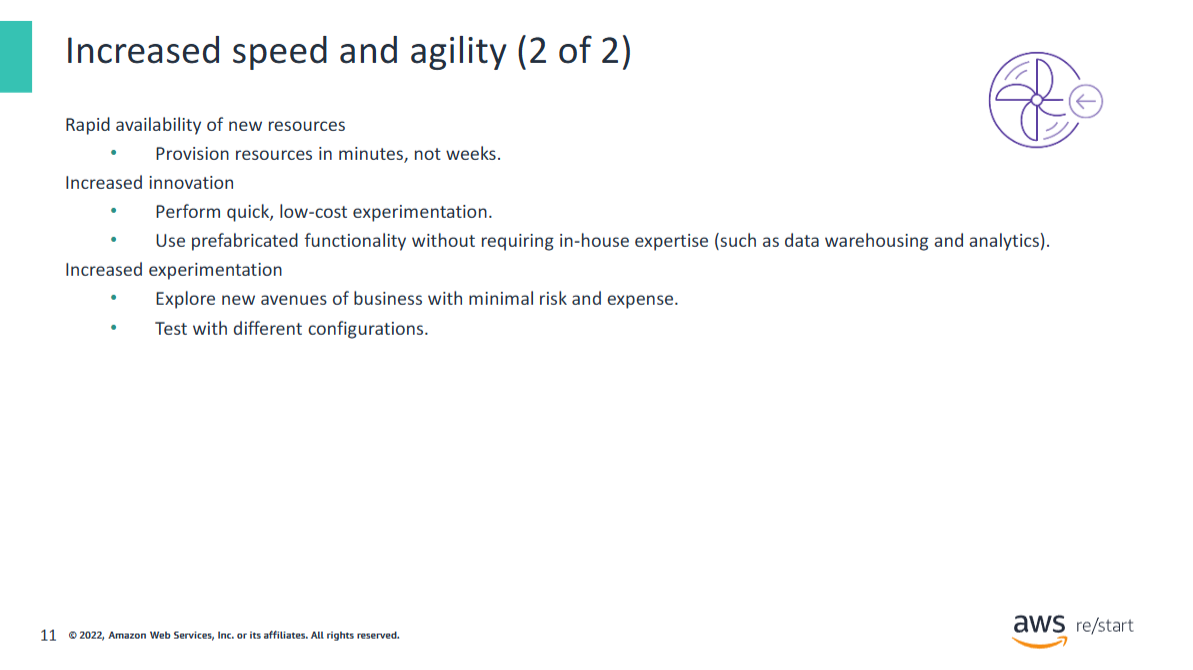 Increased speed and agility (2 of 2)
Rapid availability of new resources
• Provision resources in minutes, not weeks.
Increased innovation
• Perform quick, low-cost experimentation.
• Use prefabricated functionality without requiring in-house expertise (such as data warehousing and analytics).
Increased experimentation
• Explore new avenues of business with minimal risk and expense.
• Test with different configurations.
11 © 2022, Amazon Web Services, Inc. or its affiliates. All rights reserved.
aws re/start